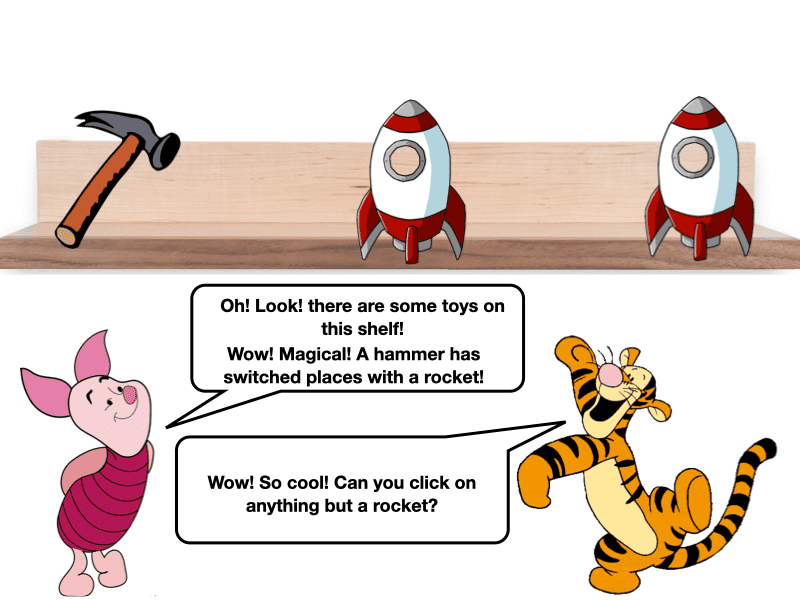 Oh! Look! there are some toys on
this shelf!
Wow! Magical! A hammer has
switched places with a rocket!
Wow! So cool! Can you click on
anything but a rocket?